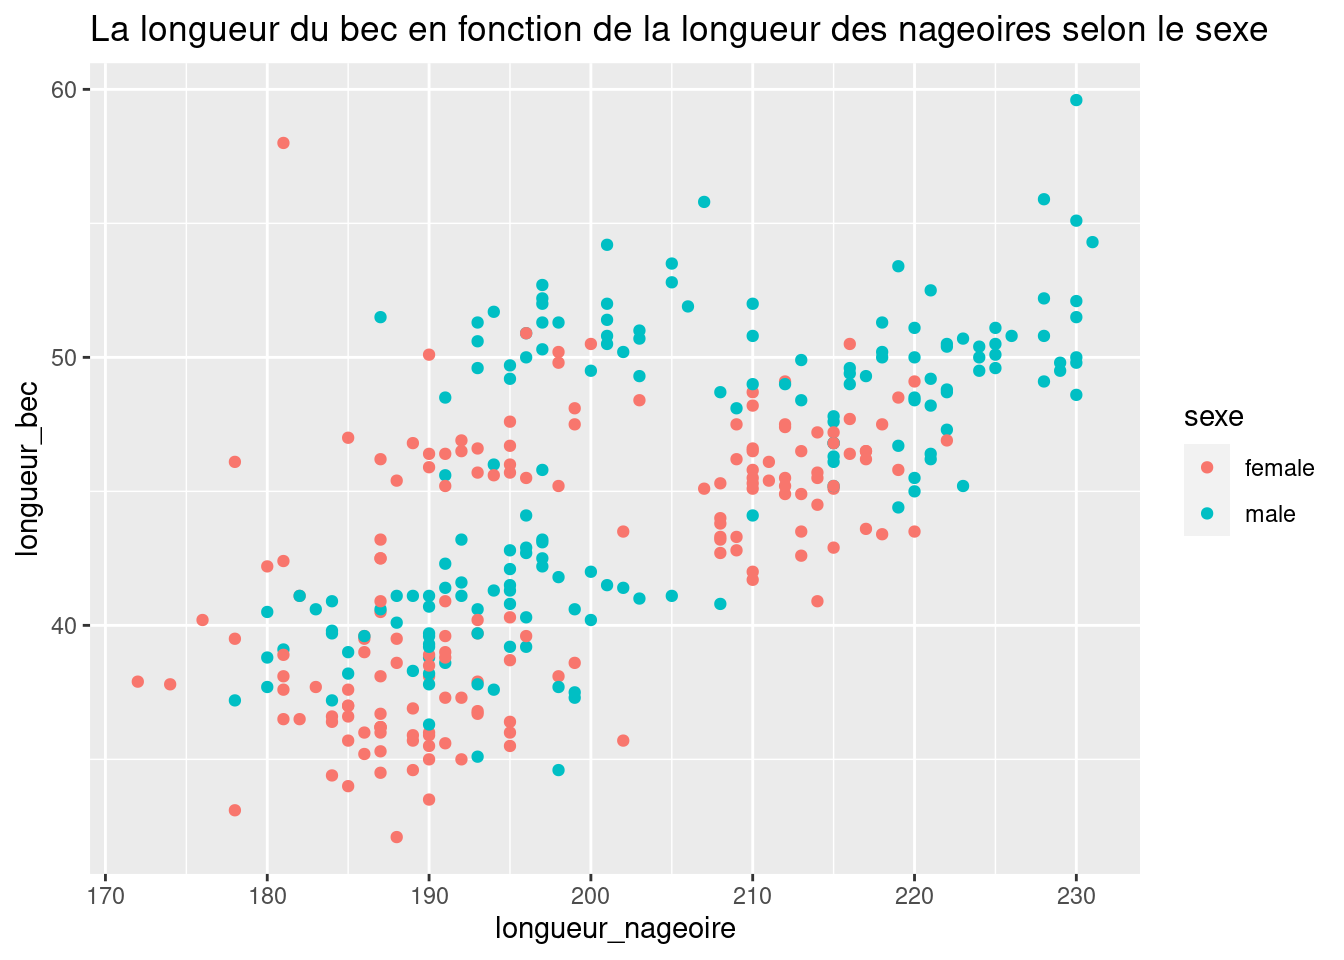 La longueur du bec en fonction de la longueur des nageoires selon le sexe
60
50
40
longueur_bec
170 180 190 200 210 220 230
longueur_nageoire
sexe
female
male